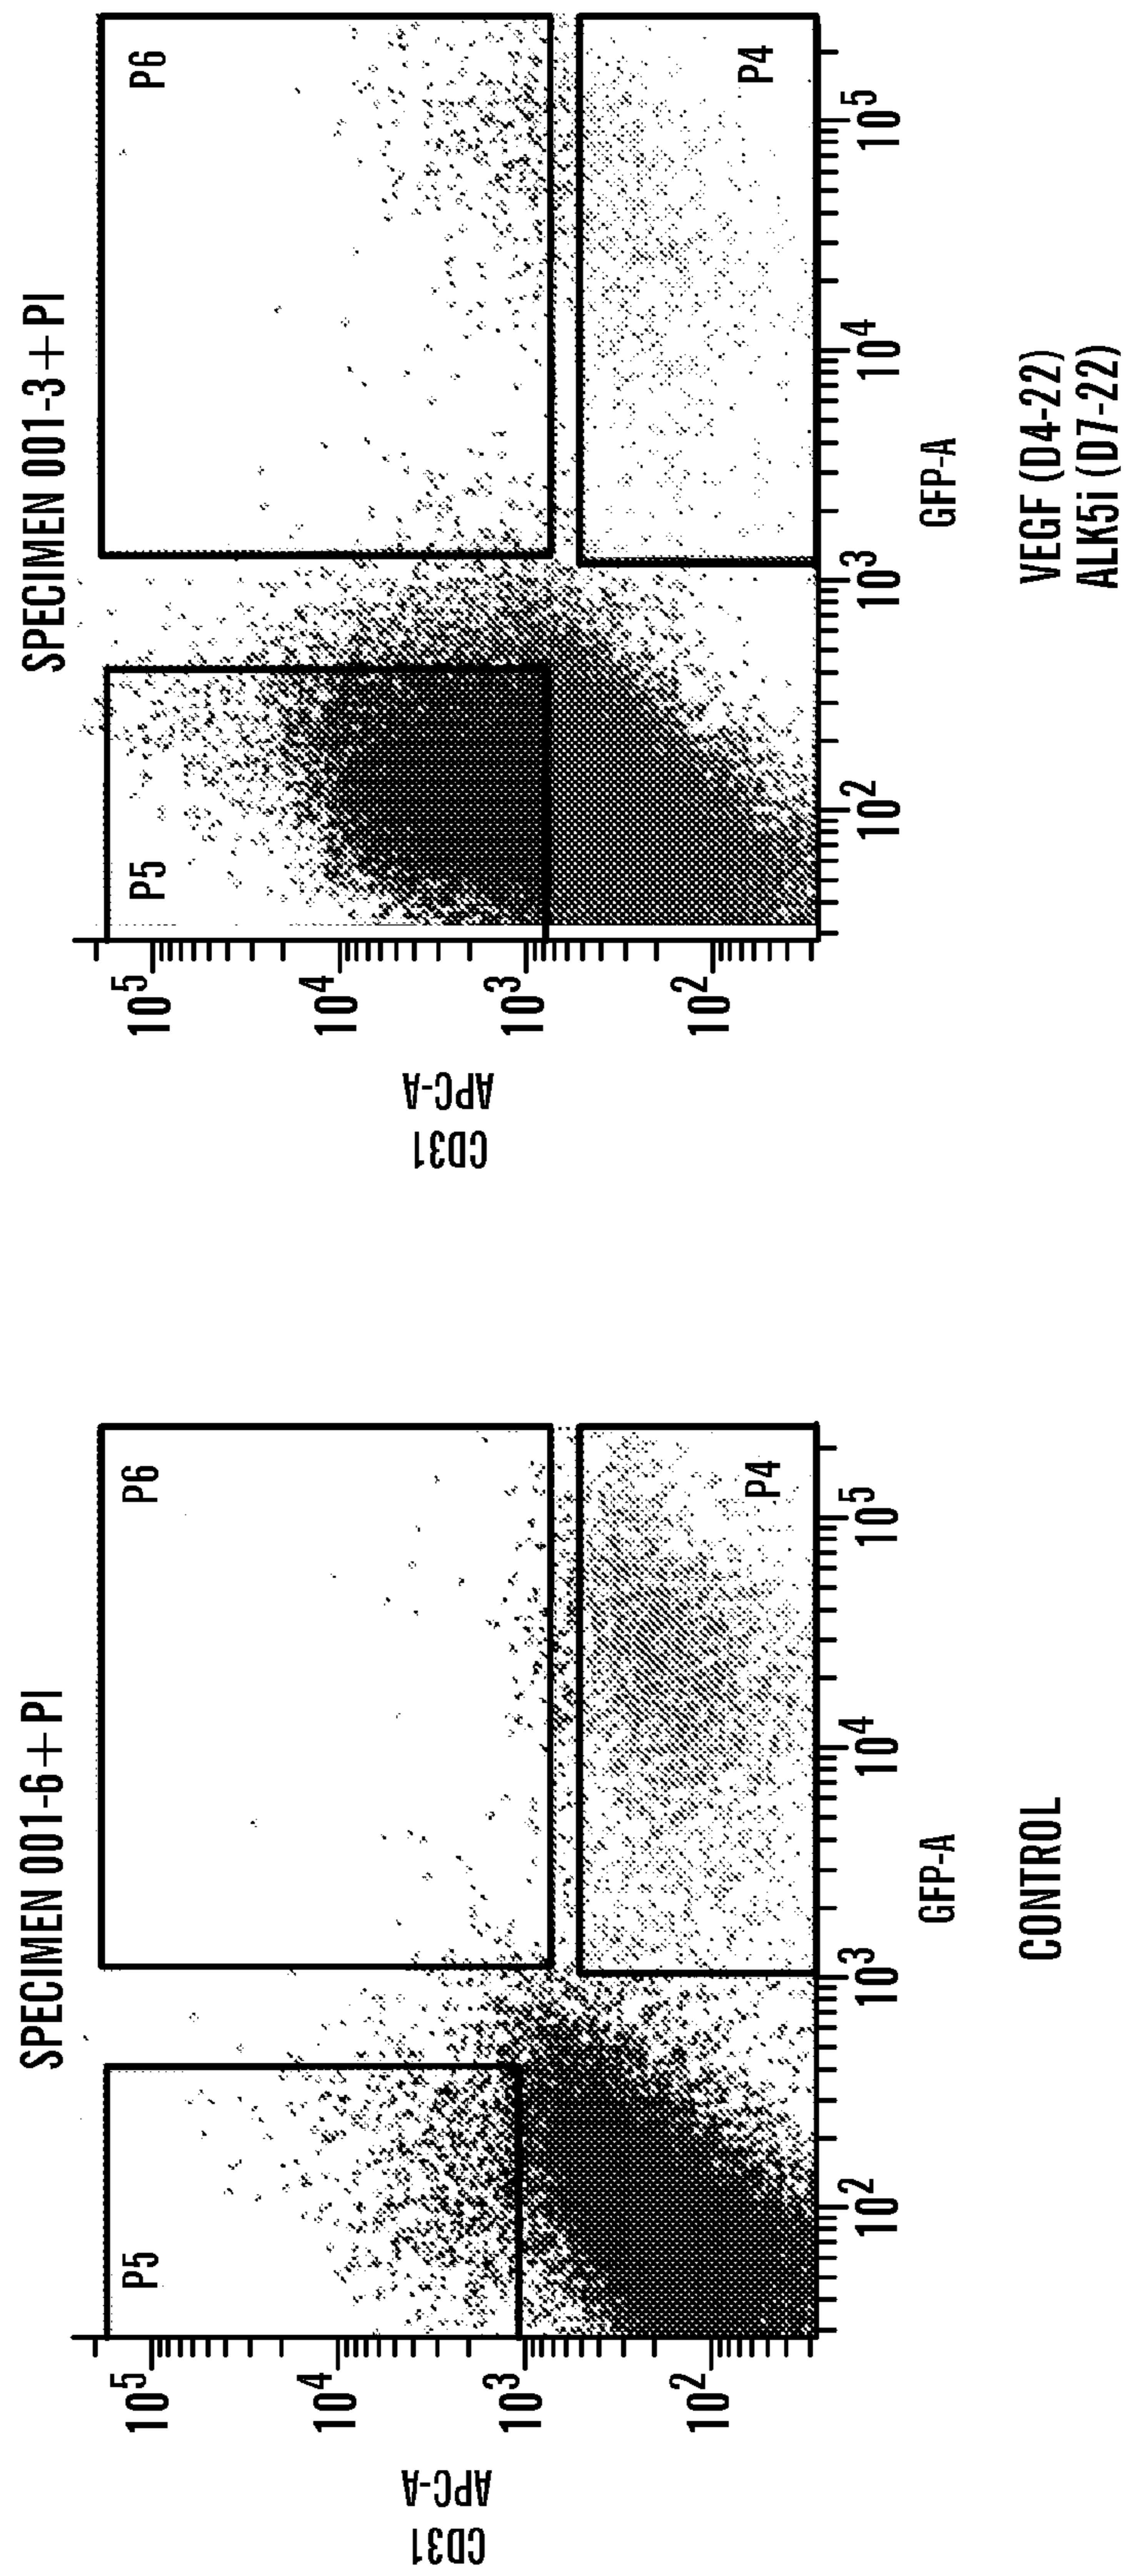 SPECIMEN 001-6+PI
P5
P6
P4
10^5
10^4
10^3
10^2
CD31
APC-A
10^2
10^3
10^4
10^5
GFP-A
CONTROL
SPECIMEN 001-3+PI
P5
P6
P4
10^5
10^4
10^3
10^2
CD31
APC-A
10^2
10^3
10^4
10^5
GFP-A
VEGF (D4-22)
ALK5i (D7-22)